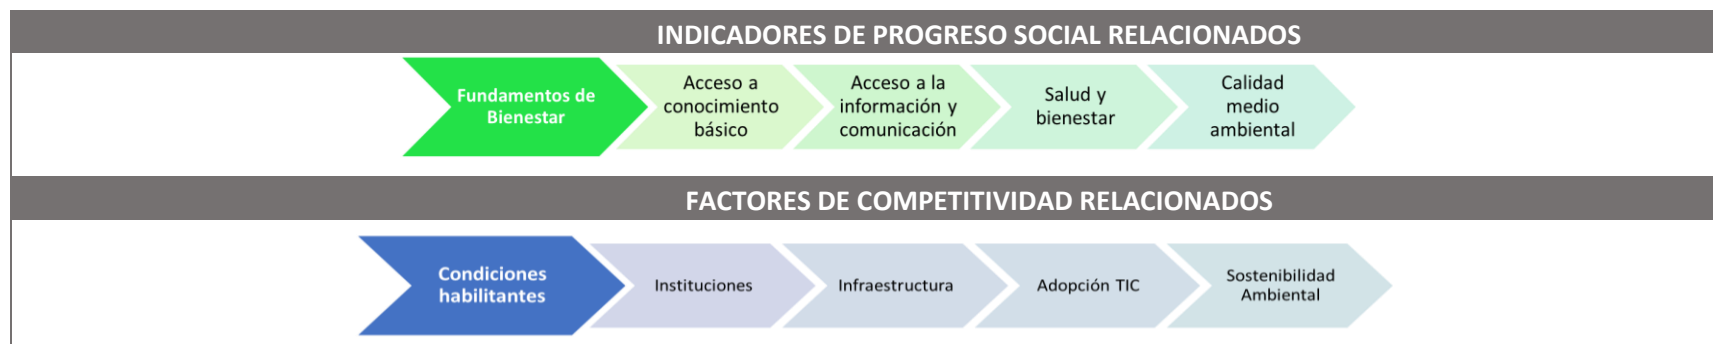 INDICADORES DE PROGRESO SOCIAL RELACIONADOS
Fundamentos de
Bienestar
Acceso a
conocimiento
básico
Acceso a la
información y
comunicación
Salud y
bienestar
Calidad
medio
ambiental
FACTORES DE COMPETITIVIDAD RELACIONADOS
Condiciones
habilitantes
Instituciones
Infraestructura
Adopción TIC
Sostenibilidad
Ambiental